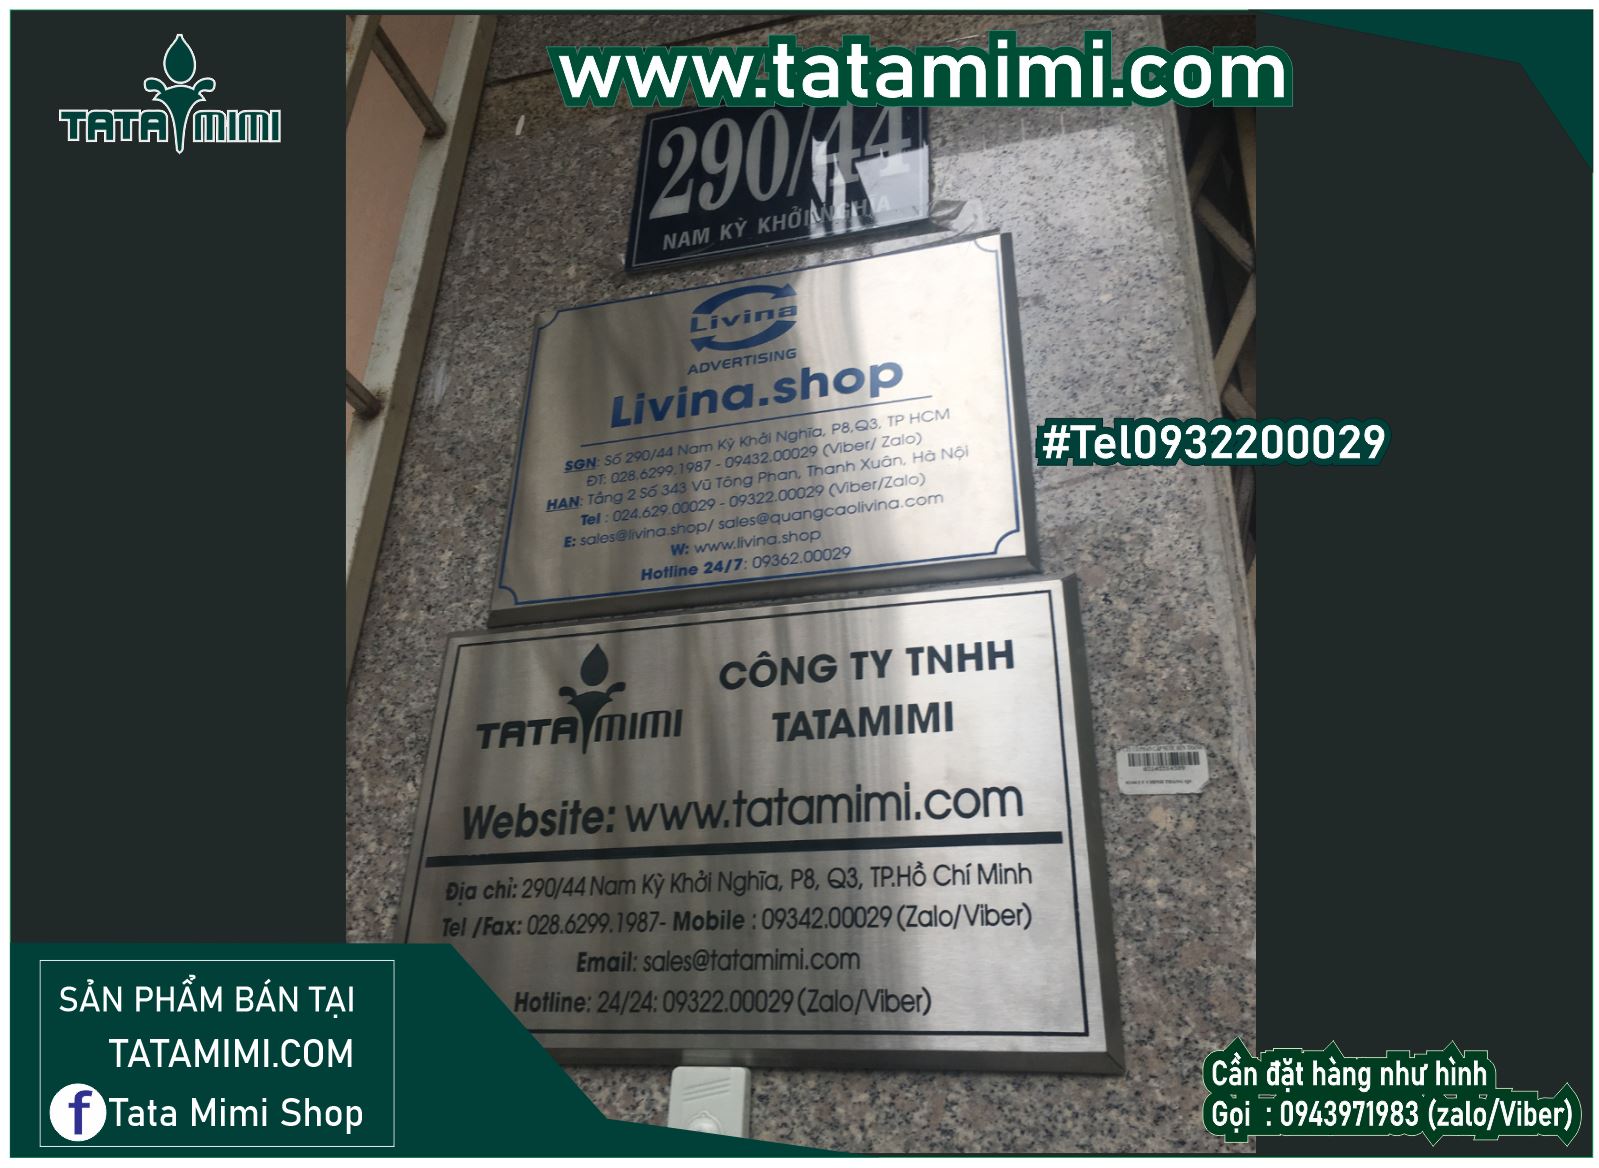 TATA MIMI
www.tatamimi.com
290/44
NAM KỲ KHỞI NGHĨA
Livina
ADVERTISING
Livina.shop
SGN: Số 290/44 Nam Kỳ Khởi Nghĩa, P8,Q3, TP HCM
ĐT: 028.6299.1987 - 09432.00029 (Viber/ Zalo)
HAN: Tầng 2 Số 343 Vũ Tông Phan, Thanh Xuân, Hà Nội
Tel : 024.629.00029 - 09322.00029 (Viber/Zalo)
E: sales@livina.shop/ sales@quangcaolivina.com
W: www.livina.shop
Hotline 24/7: 09362.00029
#Tel0932200029
TATA MIMI
CÔNG TY TNHH
TATAMIMI
Website: www.tatamimi.com
Địa chỉ: 290/44 Nam Kỳ Khởi Nghĩa, P8, Q3, TP.Hồ Chí Minh
Tel /Fax: 028.6299.1987- Mobile : 09342.00029 (Zalo/Viber)
Email: sales@tatamimi.com
Hotline: 24/24: 09322.00029 (Zalo/Viber)
SẢN PHẨM BÁN TẠI
TATAMIMI.COM
f Tata Mimi Shop
Cần đặt hàng như hình
Gọi : 0943971983 (zalo/Viber)